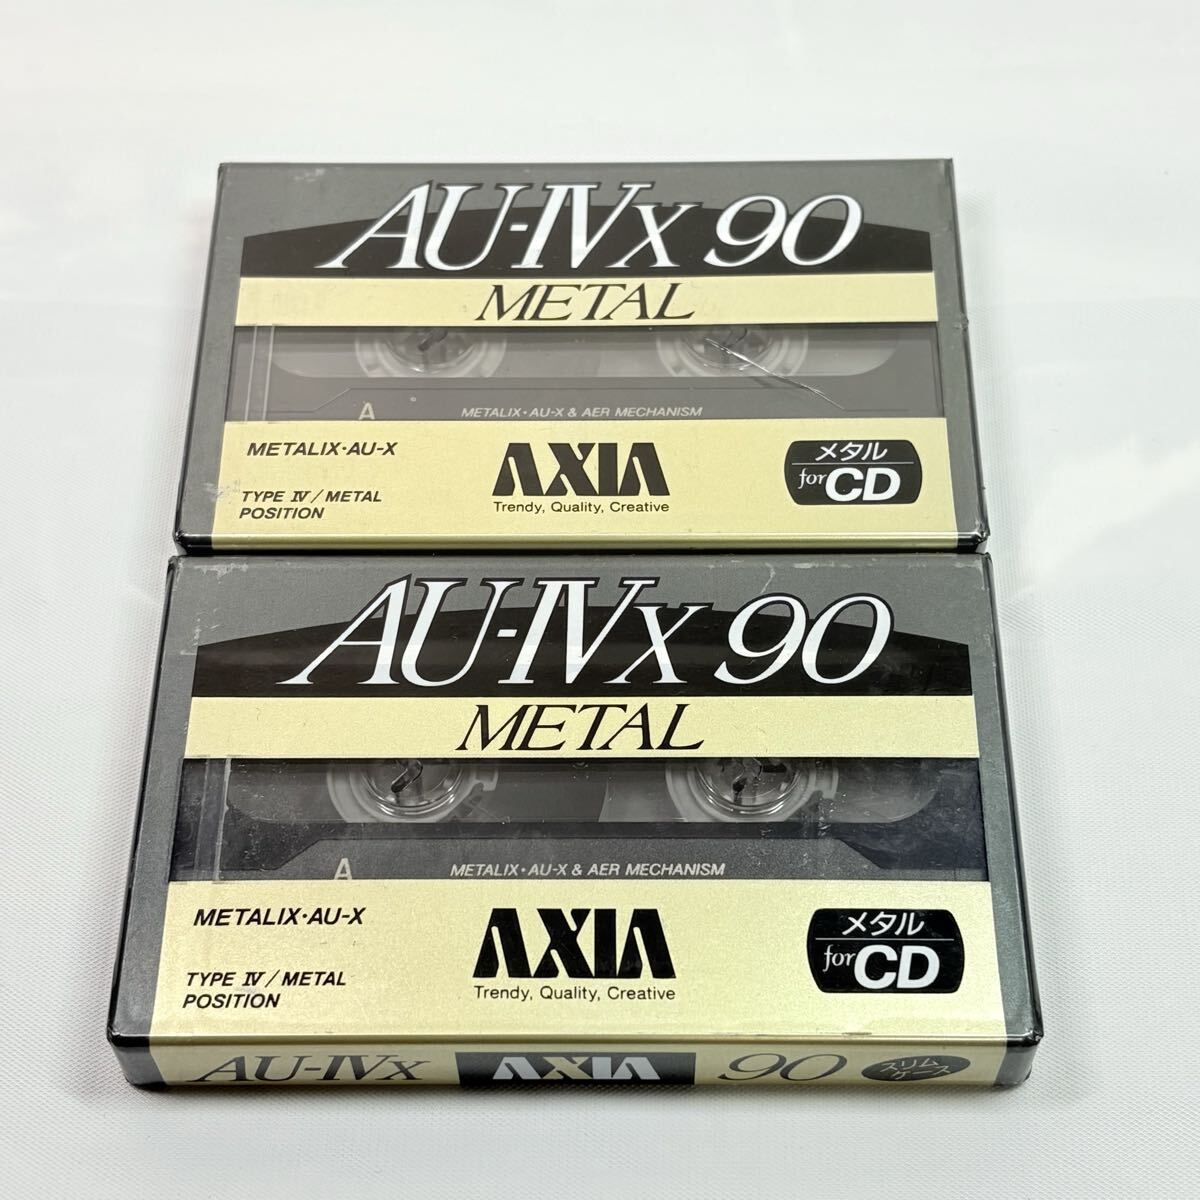 AU-IVX 90
METAL
A
METALIX・AU-X & AER MECHANISM
METALIX・AU-X
TYPE IV / METAL
POSITION
AXIA
Trendy, Quality, Creative
メタル
for CD
AU-IVX 90
METAL
A
METALIX・AU-X & AER MECHANISM
METALIX・AU-X
TYPE IV / METAL
POSITION
AXIA
Trendy, Quality, Creative
メタル
for CD
AU-IVX AXIA 90
スリム
ケース